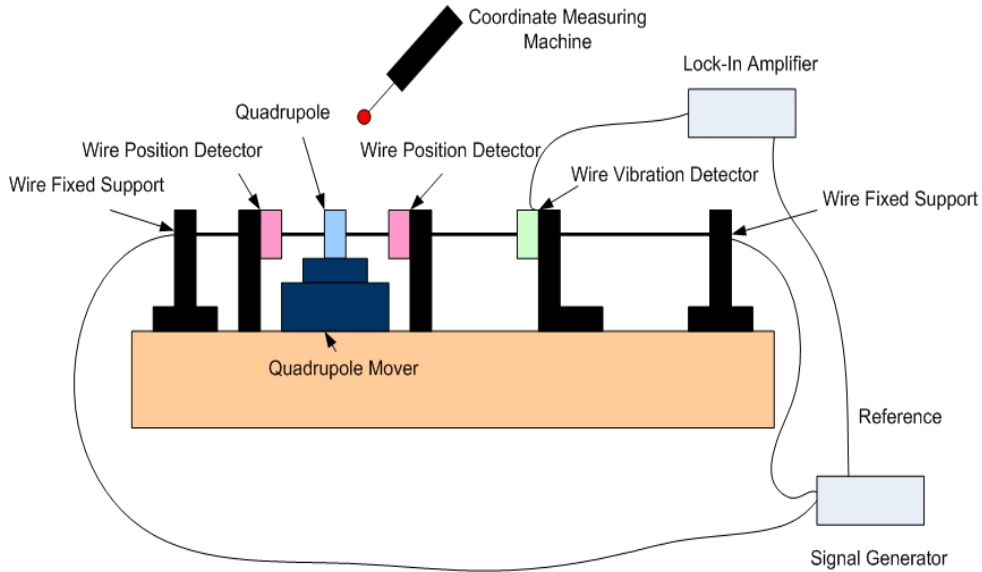 Coordinate Measuring
Machine
Lock-In Amplifier
Quadrupole
Wire Position Detector
Wire Position Detector
Wire Vibration Detector
Wire Fixed Support
Wire Fixed Support
Quadrupole Mover
Reference
Signal Generator